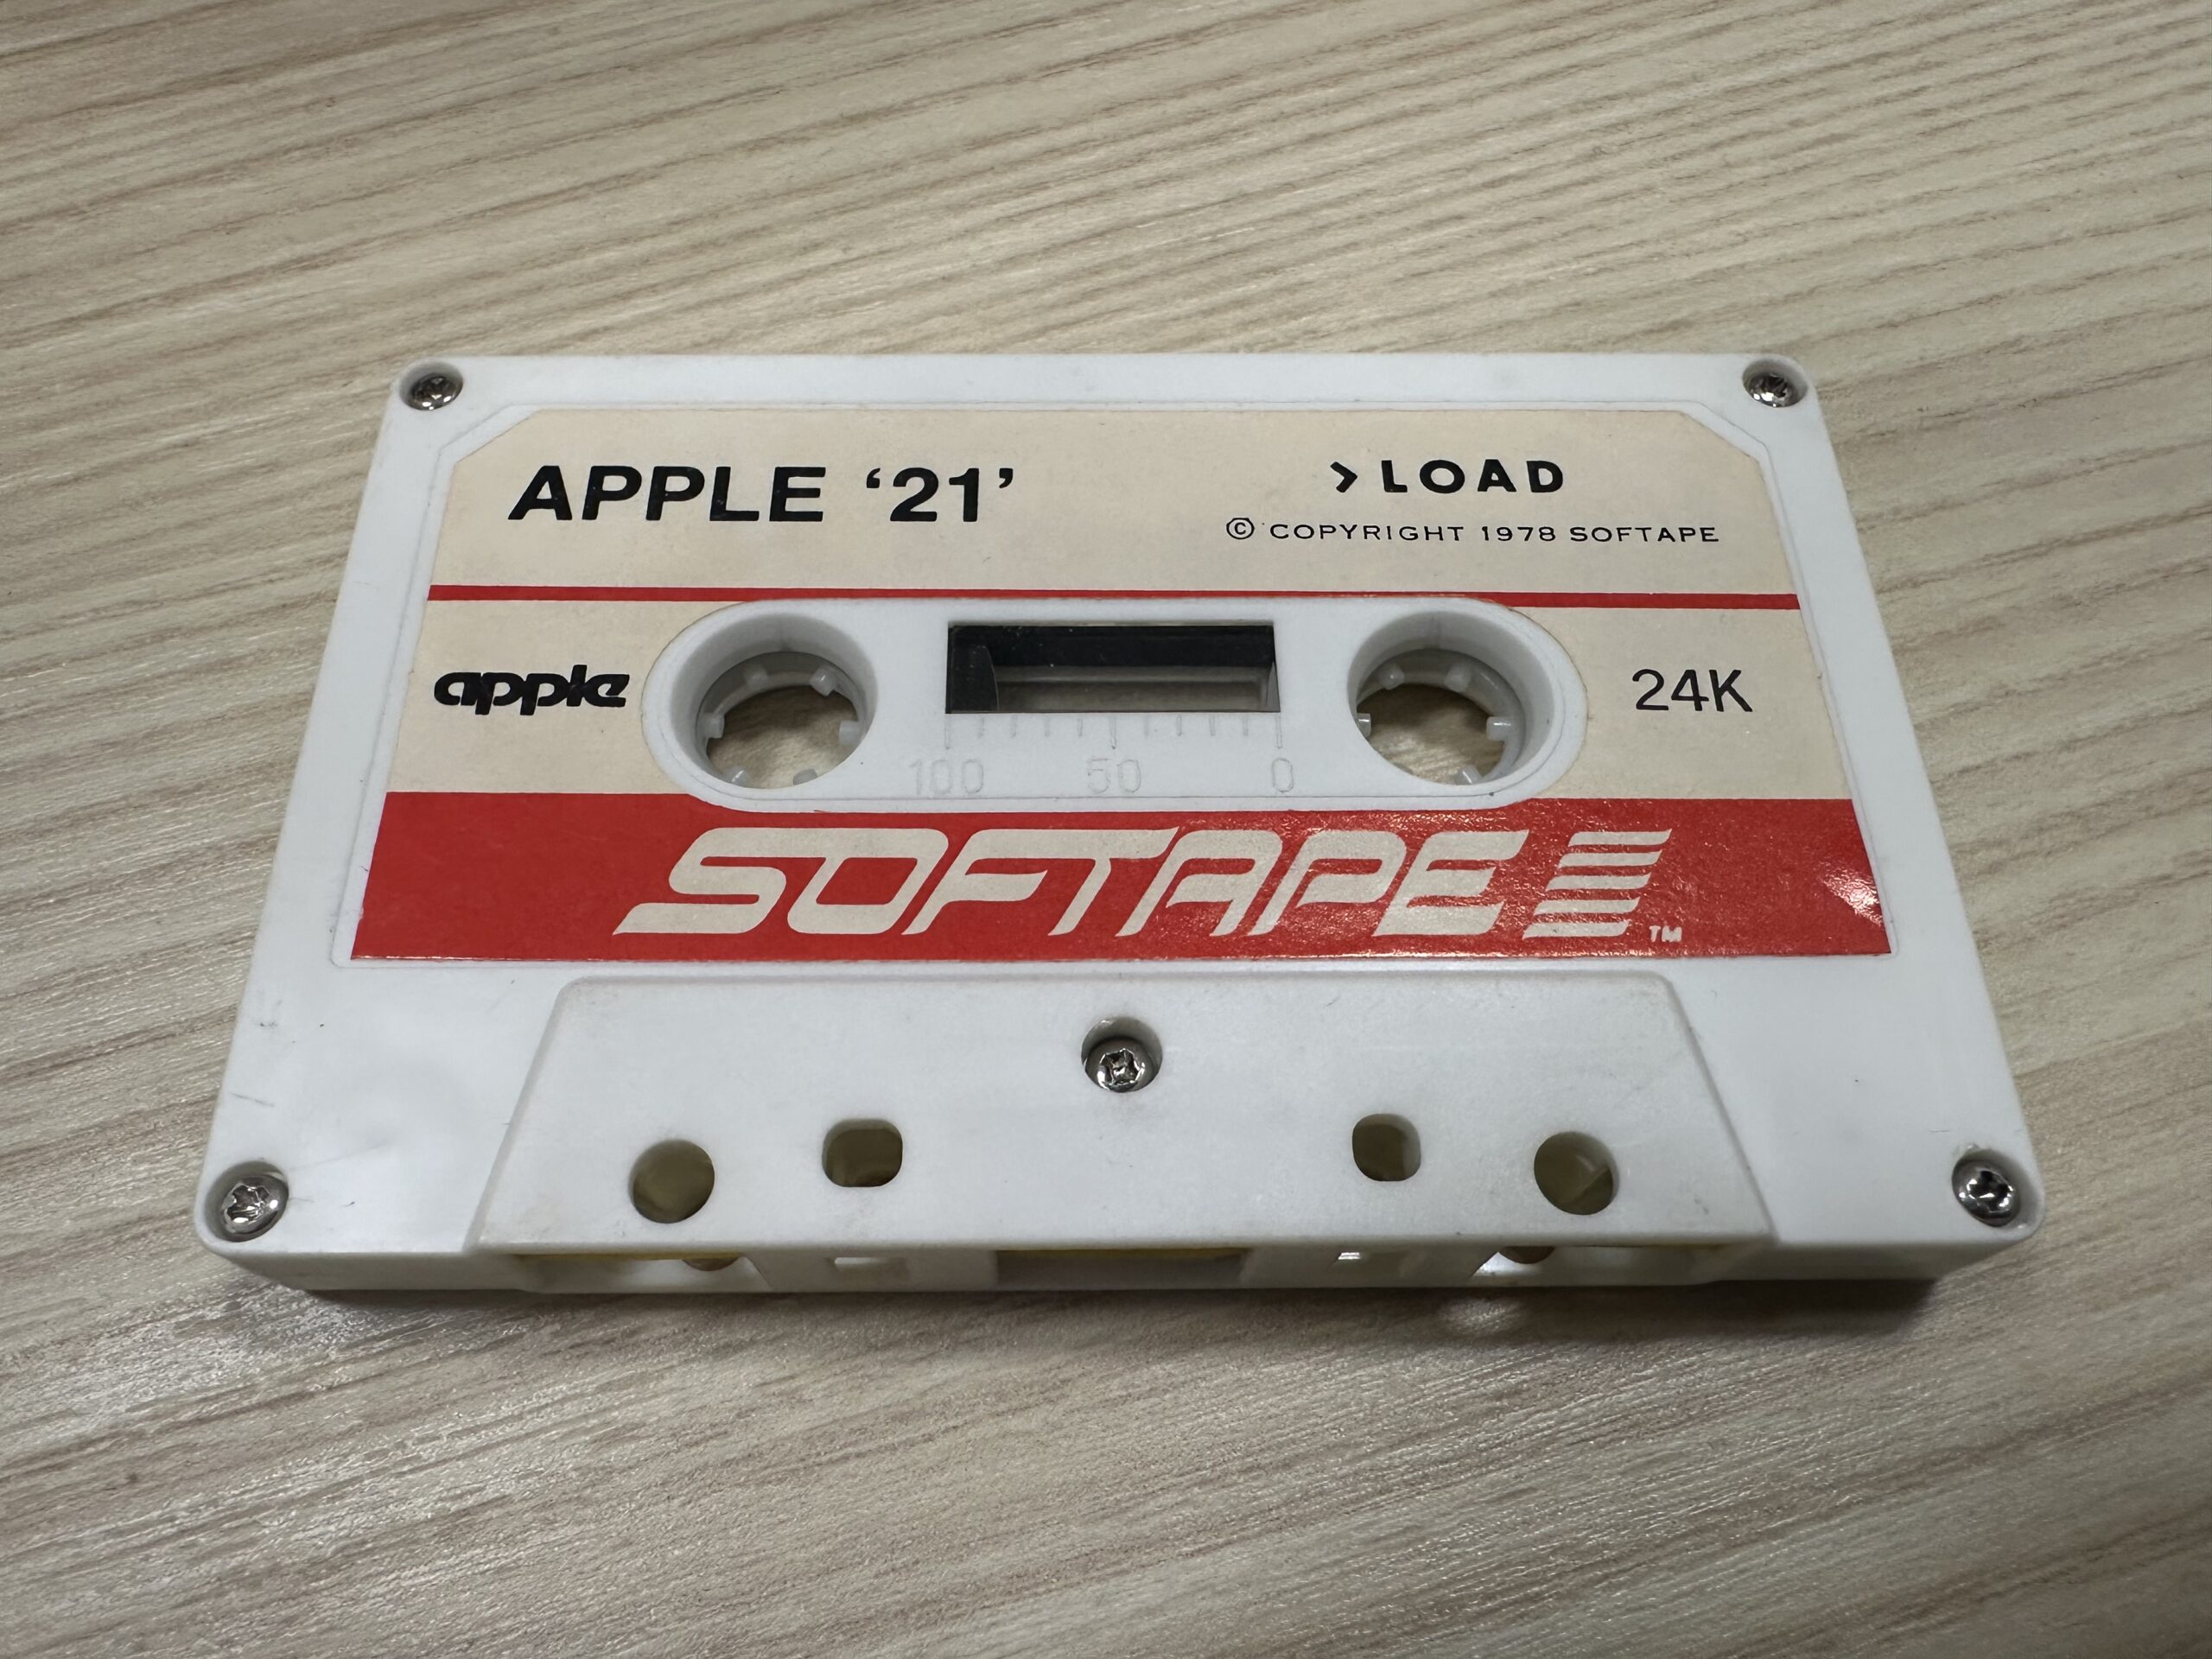 APPLE ‘21’
>LOAD
© COPYRIGHT 1978 SOFTAPE
apple
24K
100 50 0
SOFTAPE
TM